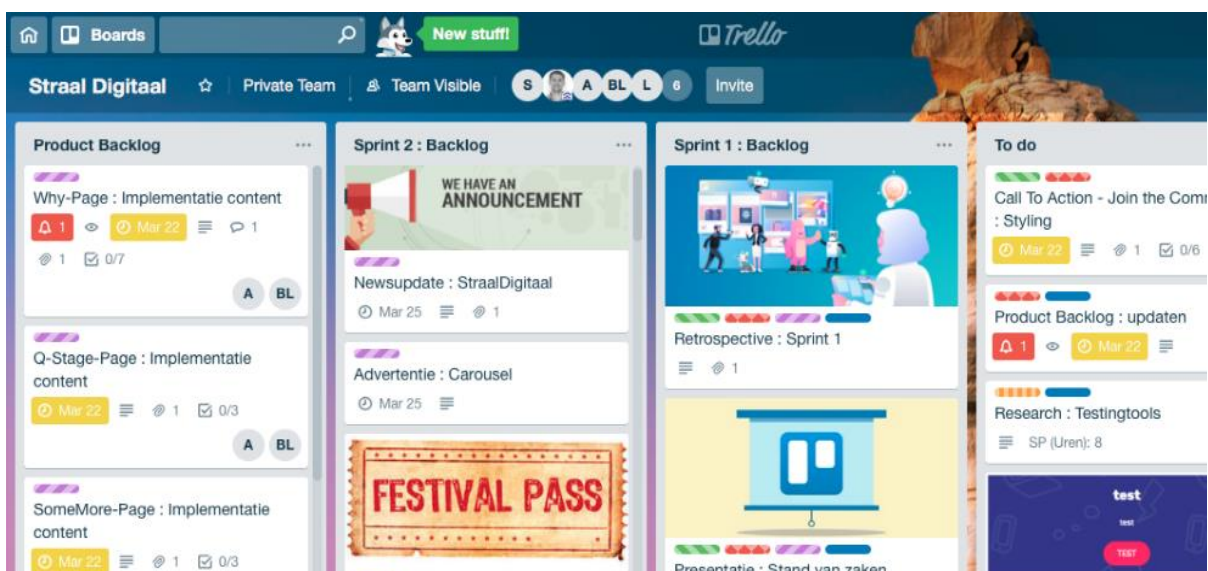 Boards
New stuff!
Trello
Straal Digitaal
Private Team
Team Visible
S
A
BL
L
6
Invite
Product Backlog
Why-Page : Implementatie content
1
Mar 22
1
1
0/7
A
BL
Q-Stage-Page : Implementatie
content
Mar 22
1
0/3
A
BL
SomeMore-Page : Implementatie
content
Mar 22
1
0/3
Sprint 2 : Backlog
WE HAVE AN
ANNOUNCEMENT
Newsupdate : StraalDigitaal
Mar 25
1
Advertentie : Carousel
Mar 25
FESTIVAL PASS
Sprint 1 : Backlog
Retrospective : Sprint 1
1
Presentatie : Stand van zaken
To do
Call To Action - Join the Comm
: Styling
Mar 22
1
0/6
Product Backlog : updaten
1
Mar 22
Research : Testingtools
SP (Uren): 8
test
test
TEST